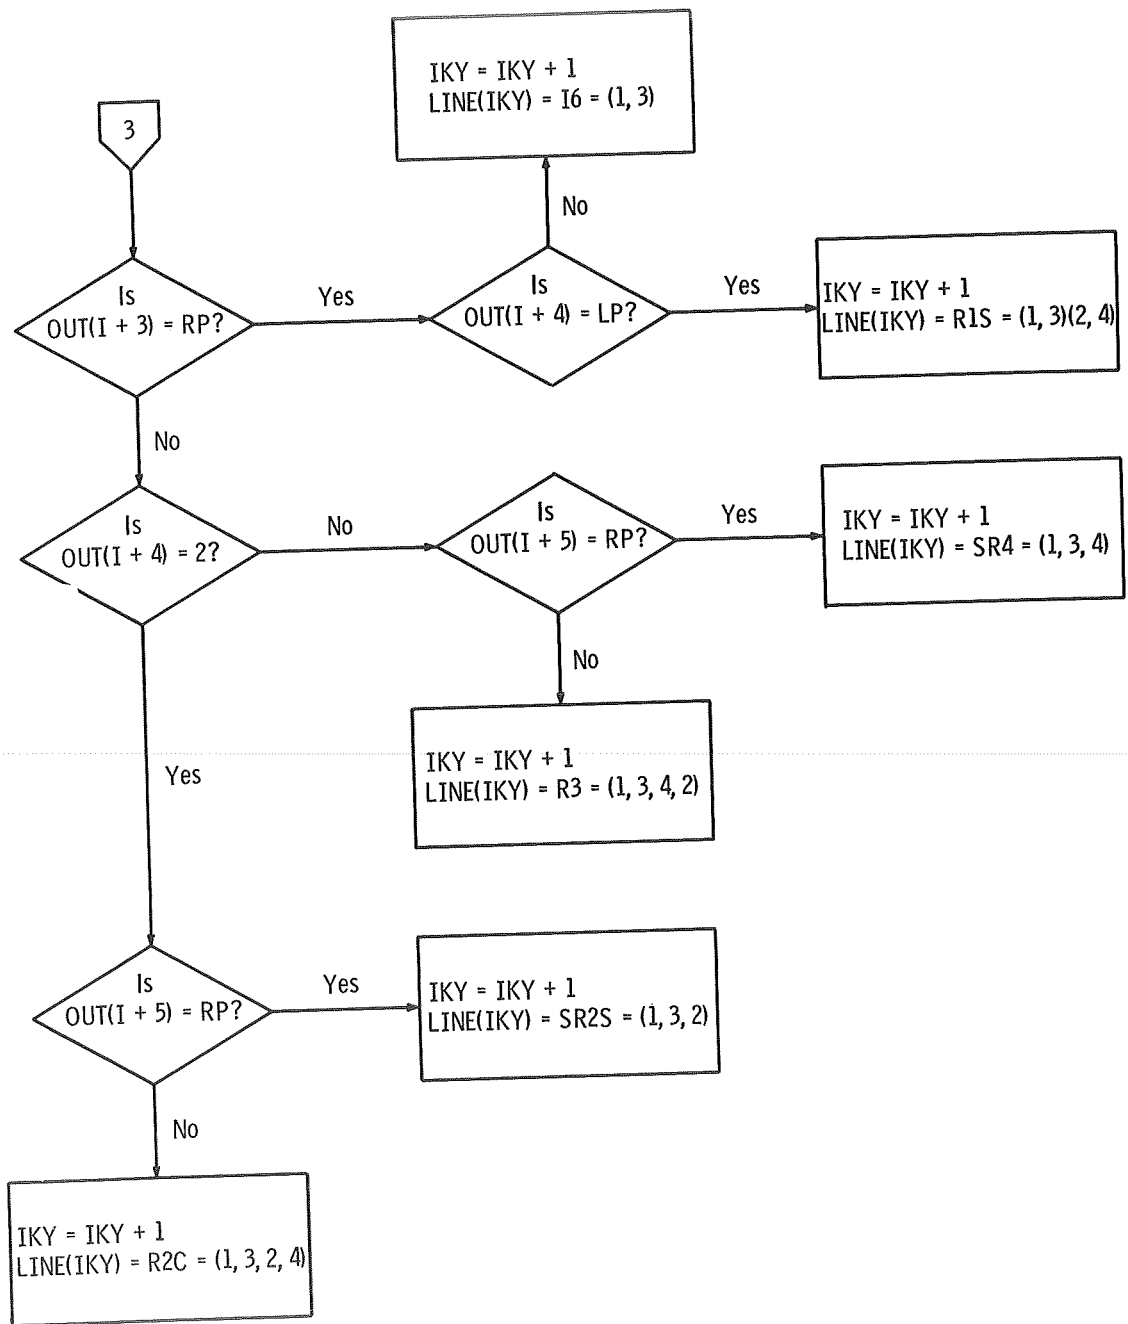 IKY = IKY + 1
LINE(IKY) = I6 = (1, 3)
3
No
Is
OUT(I + 3) = RP?
Yes
Is
OUT(I + 4) = LP?
Yes
IKY = IKY + 1
LINE(IKY) = R1S = (1, 3)(2, 4)
No
Is
OUT(I + 4) = 2?
No
Is
OUT(I + 5) = RP?
Yes
IKY = IKY + 1
LINE(IKY) = SR4 = (1, 3, 4)
No
IKY = IKY + 1
LINE(IKY) = R3 = (1, 3, 4, 2)
Yes
Is
OUT(I + 5) = RP?
Yes
IKY = IKY + 1
LINE(IKY) = SR2S = (1, 3, 2)
No
IKY = IKY + 1
LINE(IKY) = R2C = (1, 3, 2, 4)